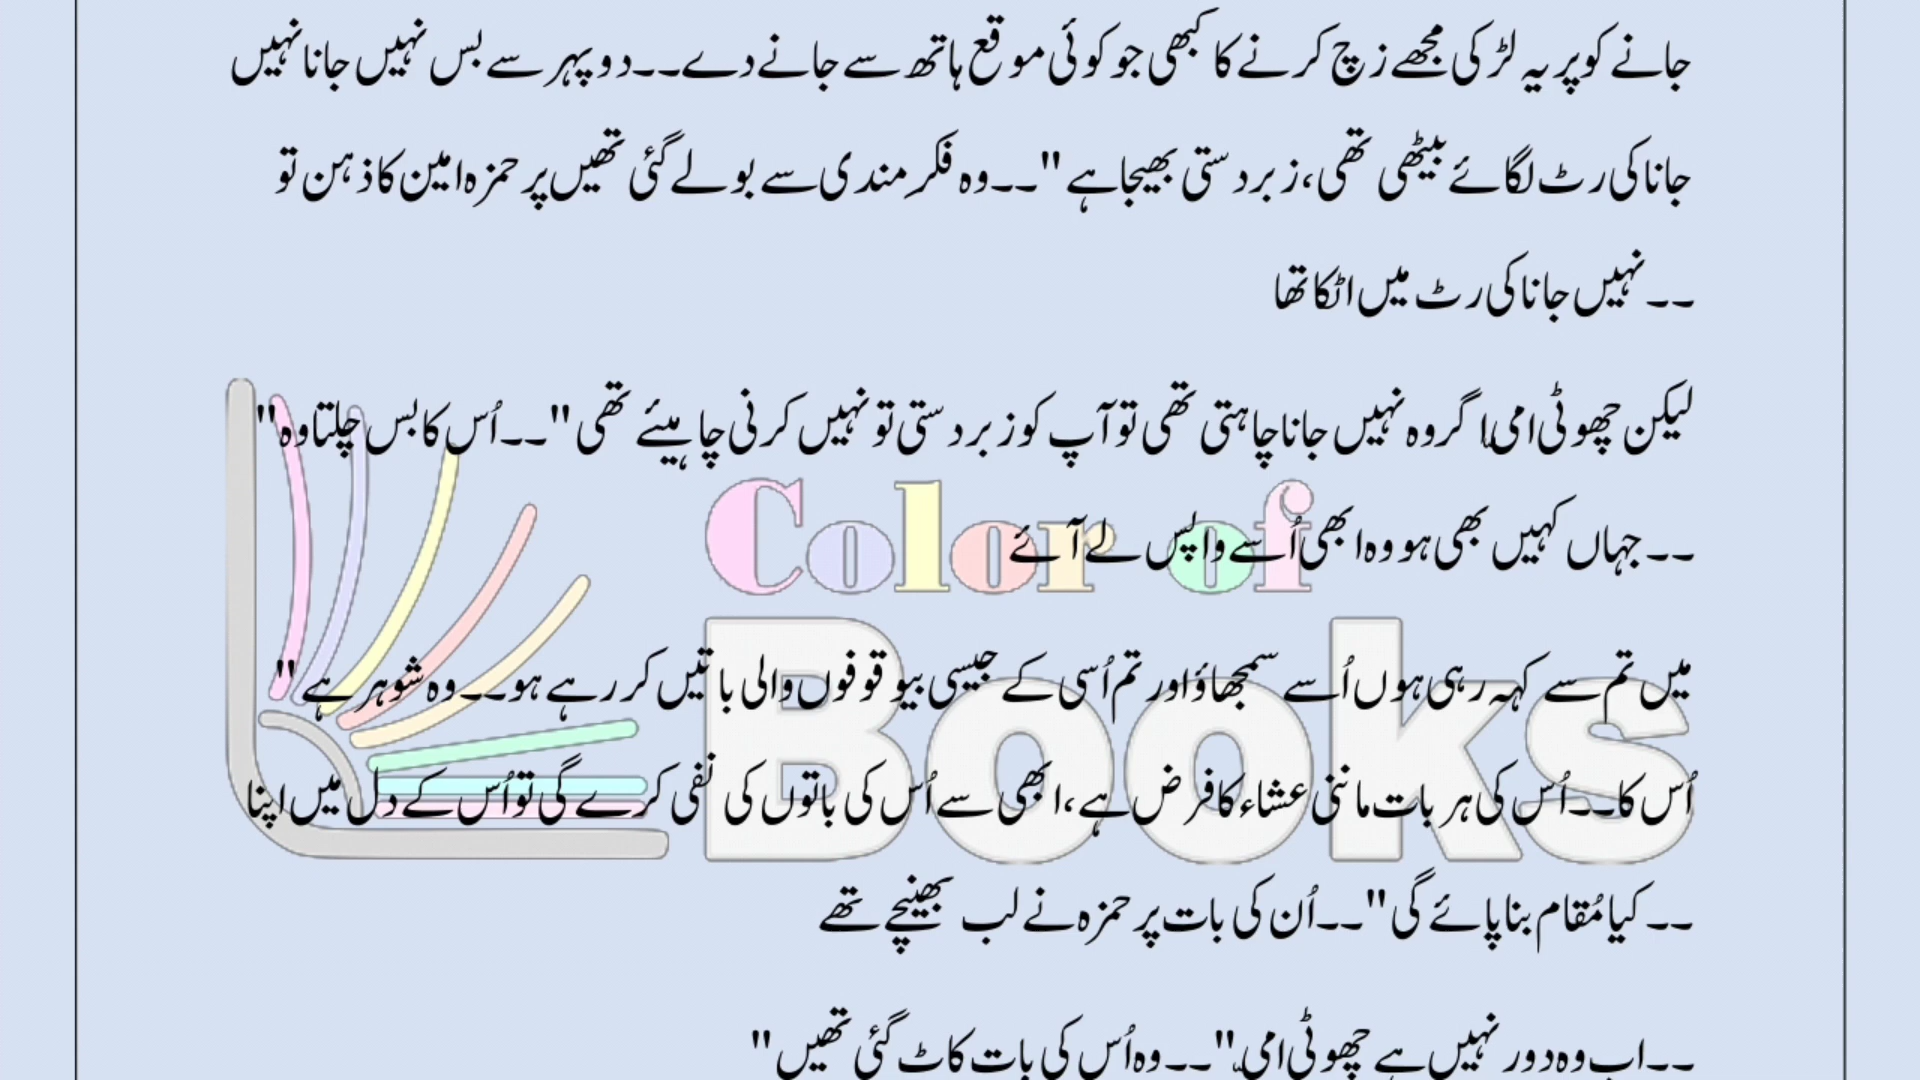 جانے کو پر یہ لڑکی مجھے زچ کرنے کا کبھی جو کوئی موقع ہاتھ سے جانے دے۔۔دوپہر سے بس نہیں جانا نہیں
جانا کی رٹ لگائے بیٹھی تھی، زبردستی بھیجا ہے"۔۔وہ فکرِمندی سے بولے گئی تھیں پر حمزہ امین کا ذہن تو
۔۔نہیں جانا کی رٹ میں اٹکا تھا
لیکن چھوٹی امی! اگر وہ نہیں جانا چاہتی تھی تو آپ کو زبردستی تو نہیں کرنی چاہیئے تھی"۔۔اُس کا بس چلتا وہ"
۔۔جہاں کہیں بھی ہو وہ ابھی اُسے واپس لے آئے
Color of
Books
میں تم سے کہہ رہی ہوں اُسے سمجھاؤ اور تم اُسی کے جیسی بیوقوفوں والی باتیں کر رہے ہو۔۔وہ شوہر ہے"
اُس کا۔۔اُس کی ہر بات ماننی عشاء کا فرض ہے، ابھی سے اُس کی باتوں کی نفی کرے گی تو اُس کے دل میں اپنا
۔۔کیا مُقام بنا پائے گی"۔۔اُن کی بات پر حمزہ نے لب بھینچے تھے
۔۔اب وہ دور نہیں ہے چھوٹی امی"۔۔وہ اُس کی بات کاٹ گئی تھیں"